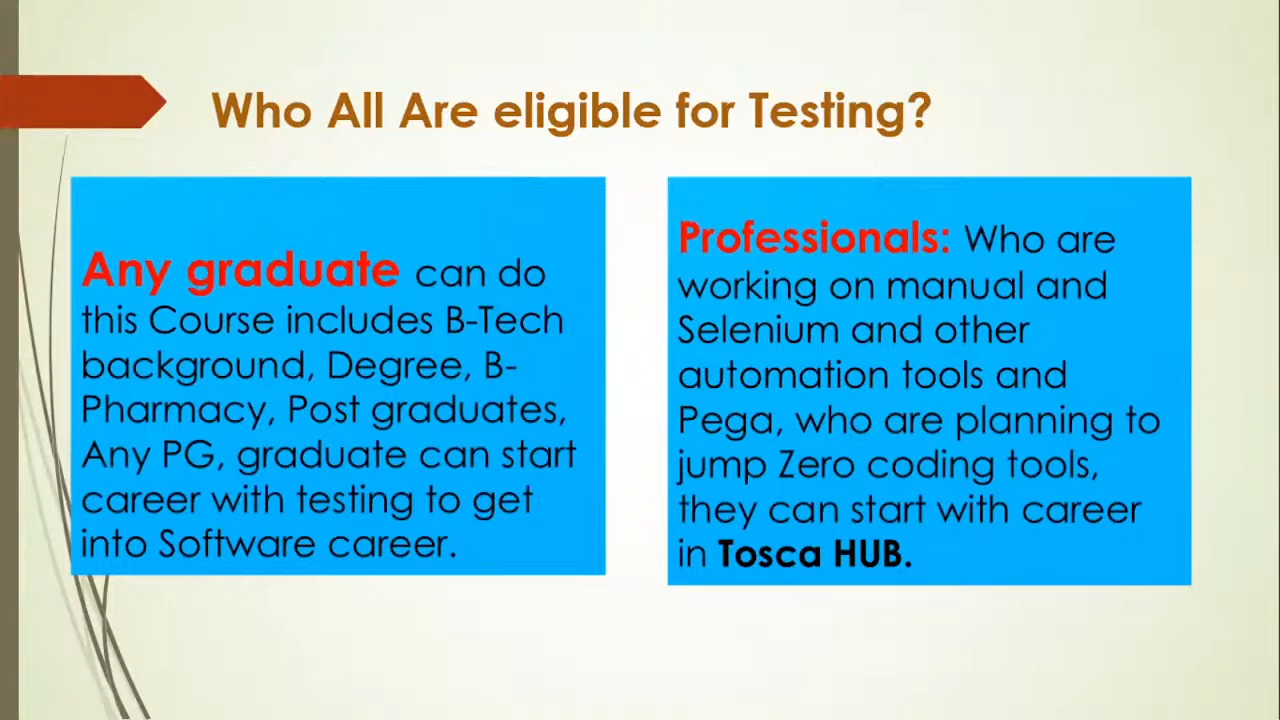 Who All Are eligible for Testing?
Any graduate can do
this Course includes B-Tech
background, Degree, B-
Pharmacy, Post graduates,
Any PG, graduate can start
career with testing to get
into Software career.
Professionals: Who are
working on manual and
Selenium and other
automation tools and
Pega, who are planning to
jump Zero coding tools,
they can start with career
in Tosca HUB.